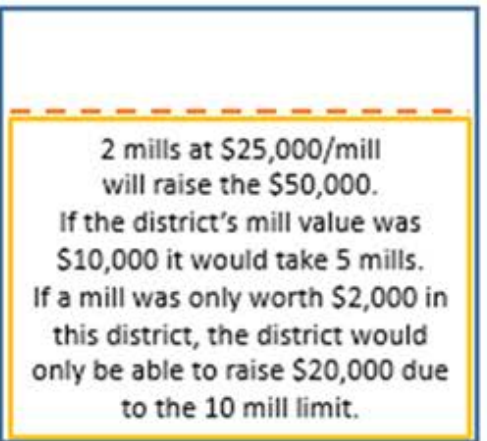 2 mills at $25,000/mill
will raise the $50,000.
If the district's mill value was
$10,000 it would take 5 mills.
If a mill was only worth $2,000 in
this district, the district would
only be able to raise $20,000 due
to the 10 mill limit.